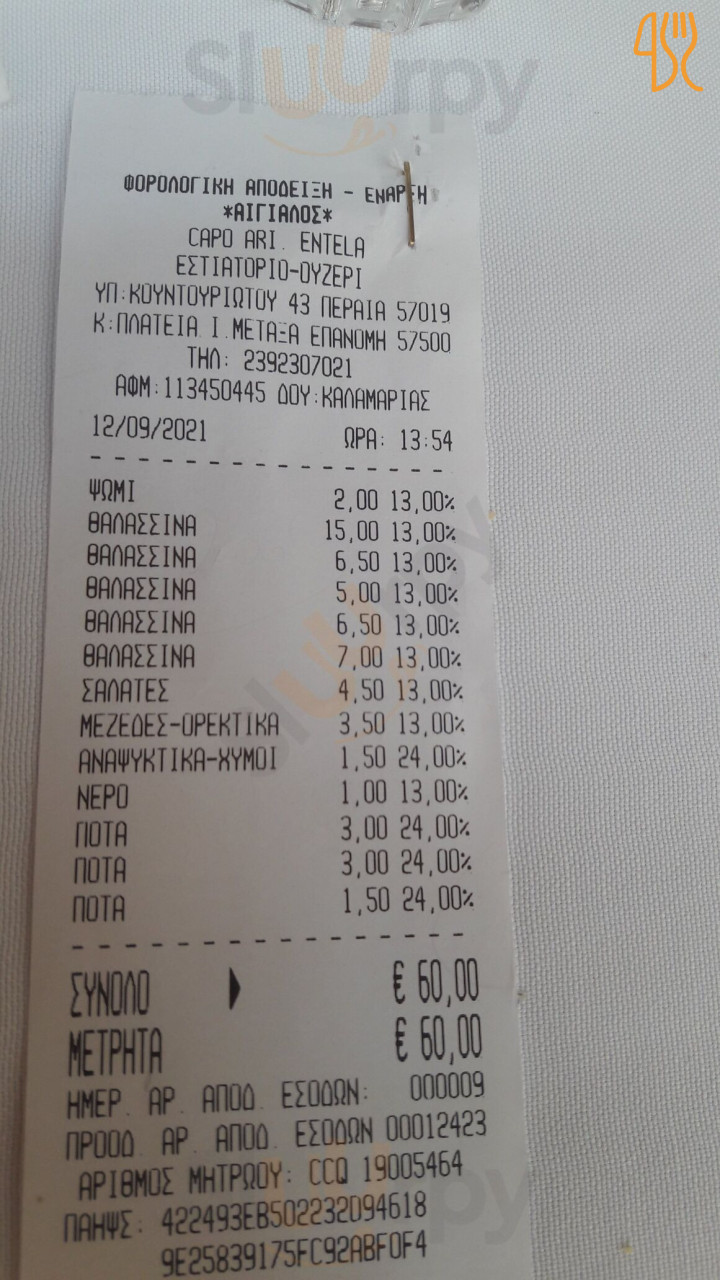 sluurpy
ΦΟΡΟΛΟΓΙΚΗ ΑΠΟΔΕΙΞΗ - ΕΝΑΡΞΗ
*ΑΙΓΙΑΛΟΣ*
CAPO ARI. ENTELA
ΕΣΤΙΑΤΟΡΙΟ-ΟΥΖΕΡΙ
ΥΠ:ΚΟΥΝΤΟΥΡΙΩΤΟΥ 43 ΠΕΡΑΙΑ 57019
Κ:ΠΛΑΤΕΙΑ Ι.ΜΕΤΑΞΑ ΕΠΑΝΟΜΗ 57500
ΤΗΛ: 2392307021
ΑΦΜ:113450445 ΔΟΥ:ΚΑΛΑΜΑΡΙΑΣ
12/09/2021 ΩΡΑ: 13:54
ΨΩΜΙ 2,00 13,00%
ΘΑΛΑΣΣΙΝΑ 15,00 13,00%
ΘΑΛΑΣΣΙΝΑ 6,50 13,00%
ΘΑΛΑΣΣΙΝΑ 5,00 13,00%
ΘΑΛΑΣΣΙΝΑ 6,50 13,00%
ΘΑΛΑΣΣΙΝΑ 7,00 13,00%
ΣΑΛΑΤΕΣ 4,50 13,00%
ΜΕΖΕΔΕΣ-ΟΡΕΚΤΙΚΑ 3,50 13,00%
ΑΝΑΨΥΚΤΙΚΑ-ΧΥΜΟΙ 1,50 24,00%
ΝΕΡΟ 1,00 13,00%
ΠΟΤΑ 3,00 24,00%
ΠΟΤΑ 3,00 24,00%
ΠΟΤΑ 1,50 24,00%
ΣΥΝΟΛΟ € 60,00
ΜΕΤΡΗΤΑ € 60,00
ΗΜΕΡ. ΑΡ. ΑΠΟΔ. ΕΣΟΔΩΝ: 000009
ΠΡΟΟΔ. ΑΡ. ΑΠΟΔ. ΕΣΟΔΩΝ 00012423
ΑΡΙΘΜΟΣ ΜΗΤΡΩΟΥ: CCQ 19005464
ΠΑΗΨΣ: 422493EB502232D94618
9E25839175FC92ABF0F4